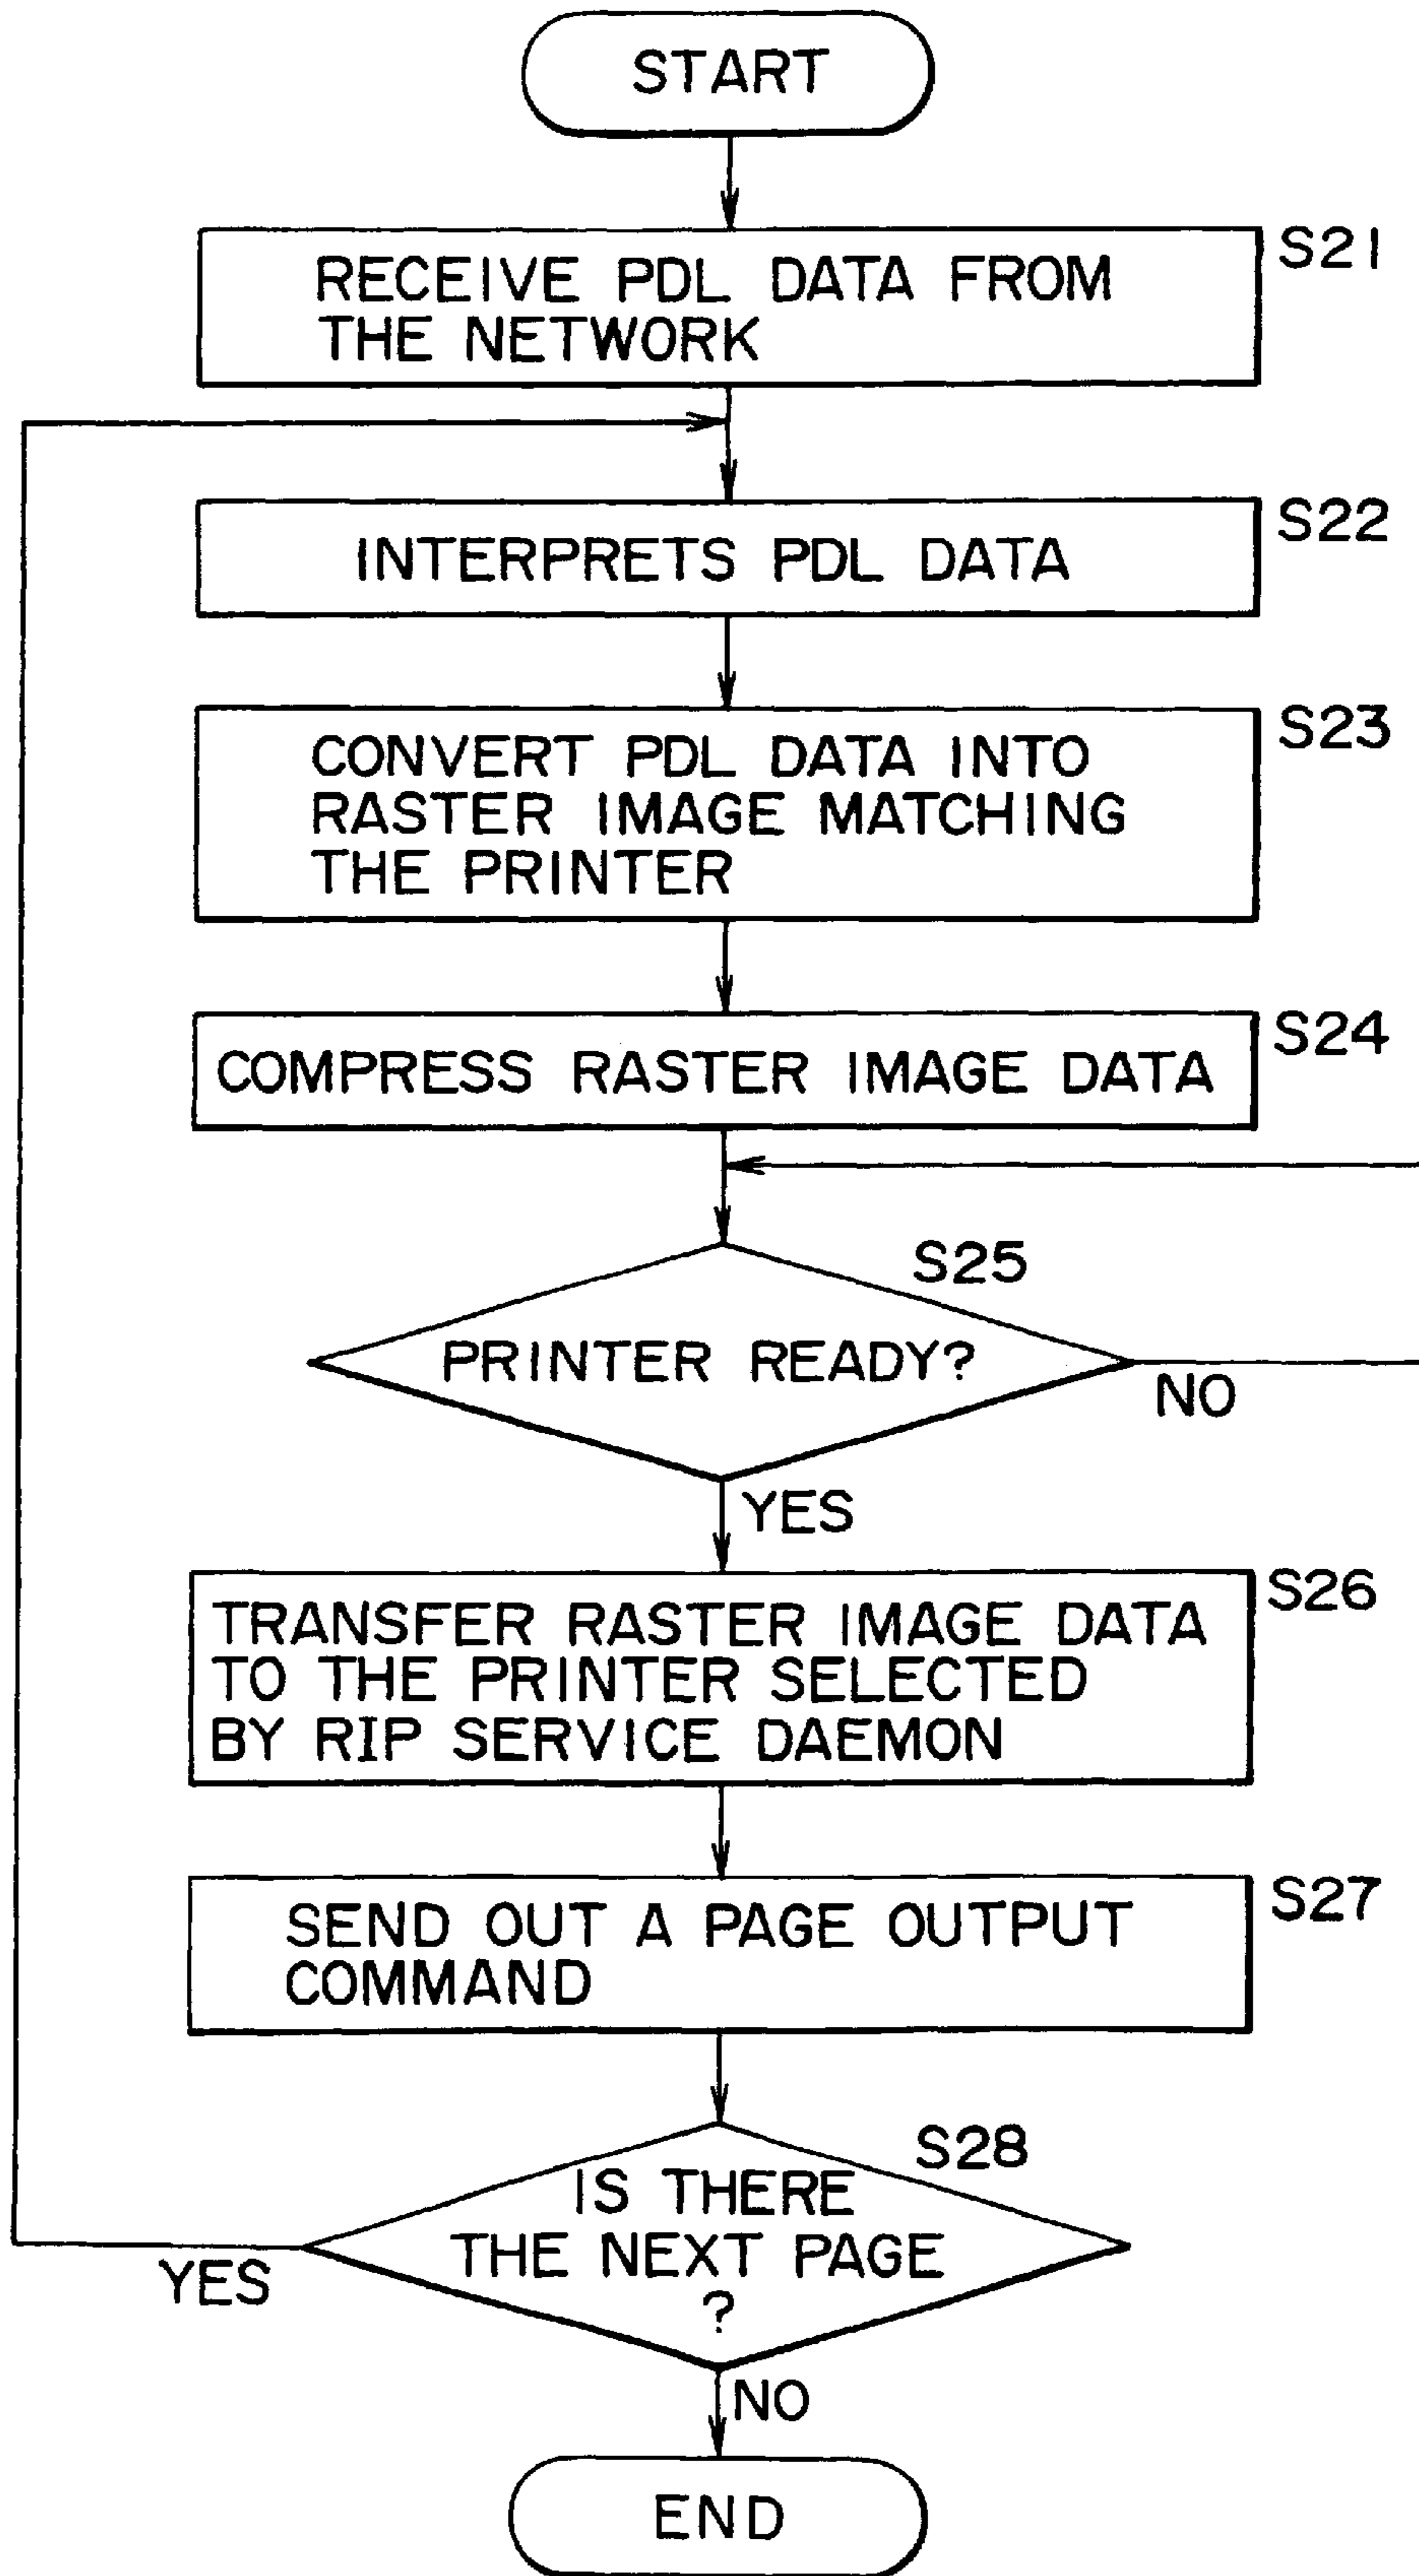 START
S21
RECEIVE PDL DATA FROM
THE NETWORK
S22
INTERPRETS PDL DATA
S23
CONVERT PDL DATA INTO
RASTER IMAGE MATCHING
THE PRINTER
S24
COMPRESS RASTER IMAGE DATA
S25
PRINTER READY?
NO
YES
S26
TRANSFER RASTER IMAGE DATA
TO THE PRINTER SELECTED
BY RIP SERVICE DAEMON
S27
SEND OUT A PAGE OUTPUT
COMMAND
S28
IS THERE
THE NEXT PAGE
?
YES
NO
END